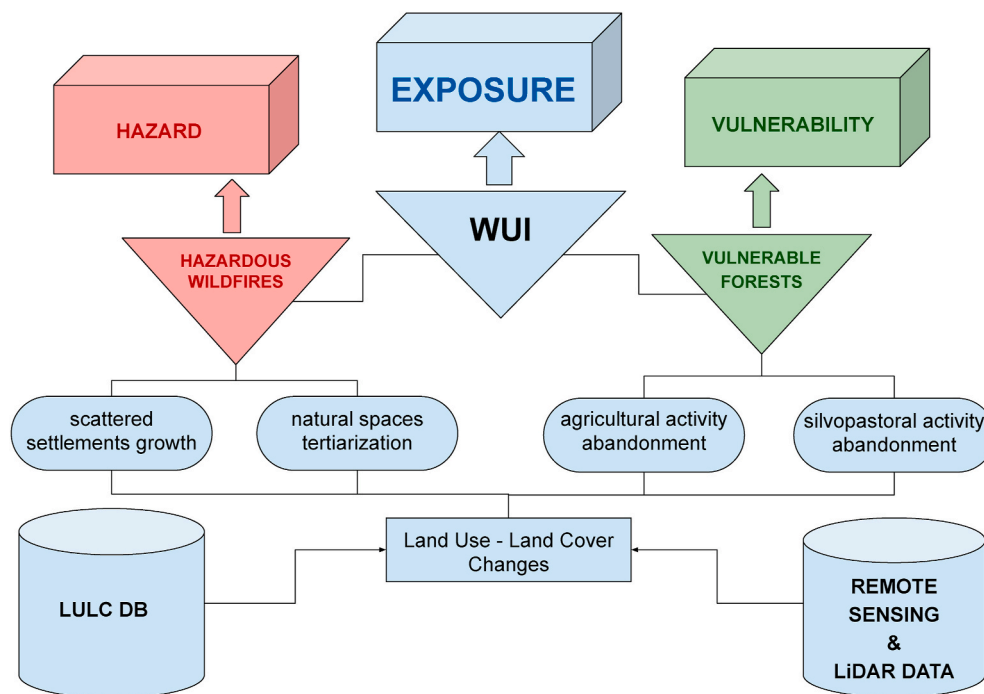 HAZARD
EXPOSURE
VULNERABILITY
HAZARDOUS
WILDFIRES
WUI
VULNERABLE
FORESTS
scattered
settlements growth
natural spaces
tertiarization
agricultural activity
abandonment
silvopastoral activity
abandonment
Land Use - Land Cover
Changes
LULC DB
REMOTE
SENSING
&
LiDAR DATA